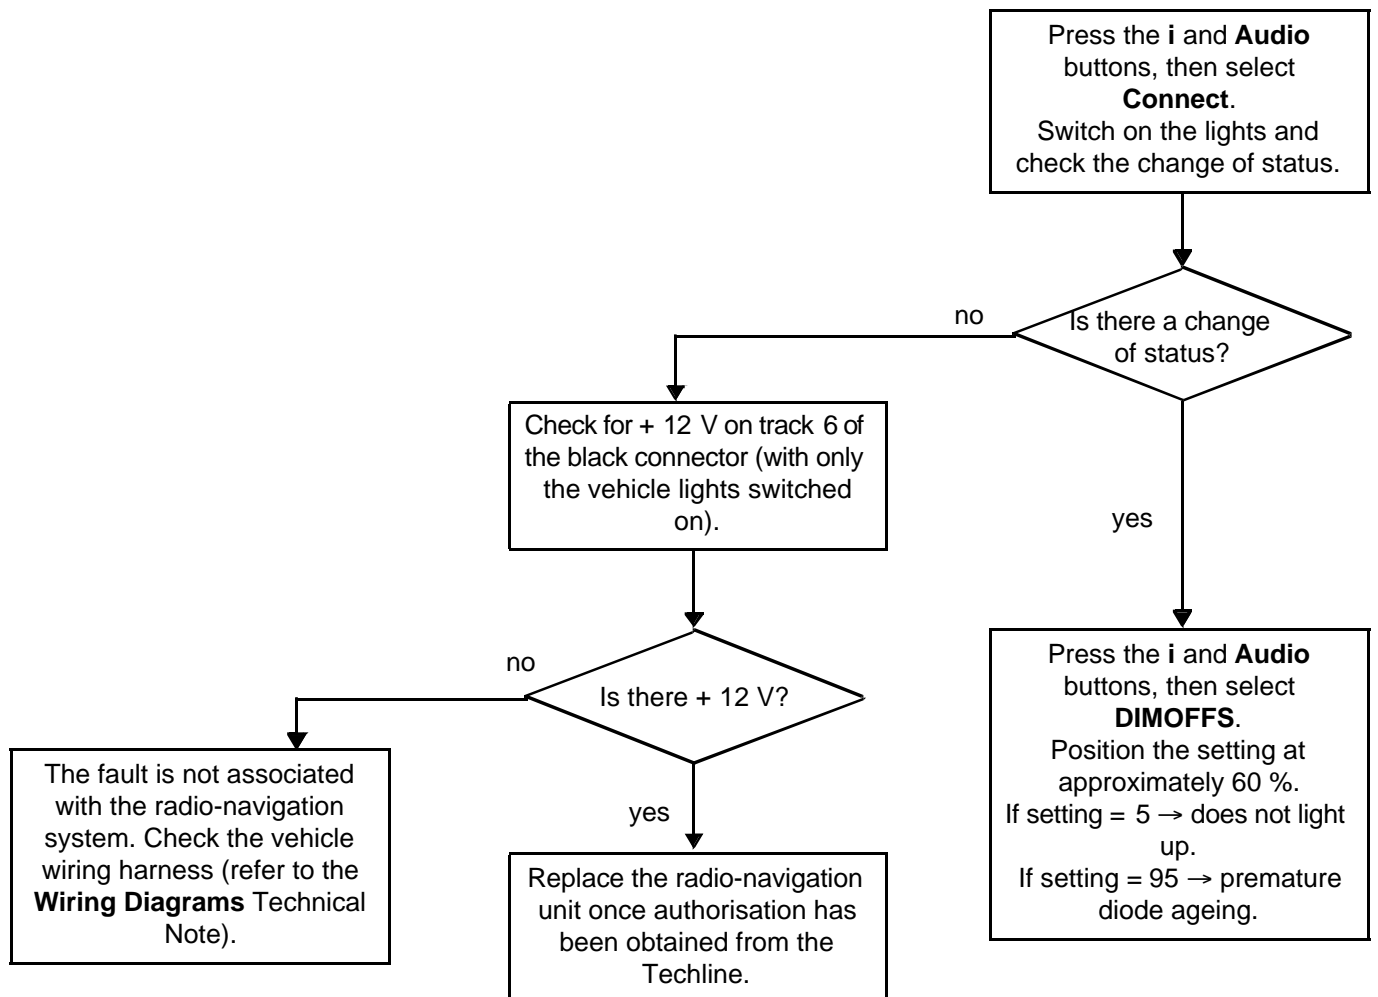 Press the i and Audio
buttons, then select
Connect.
Switch on the lights and
check the change of status.
Is there a change
of status?
no
Check for + 12 V on track 6 of
the black connector (with only
the vehicle lights switched
on).
yes
Is there + 12 V?
no
The fault is not associated
with the radio-navigation
system. Check the vehicle
wiring harness (refer to the
Wiring Diagrams Technical
Note).
yes
Replace the radio-navigation
unit once authorisation has
been obtained from the
Techline.
Press the i and Audio
buttons, then select
DIMOFFS.
Position the setting at
approximately 60 %.
If setting = 5 → does not light
up.
If setting = 95 → premature
diode ageing.